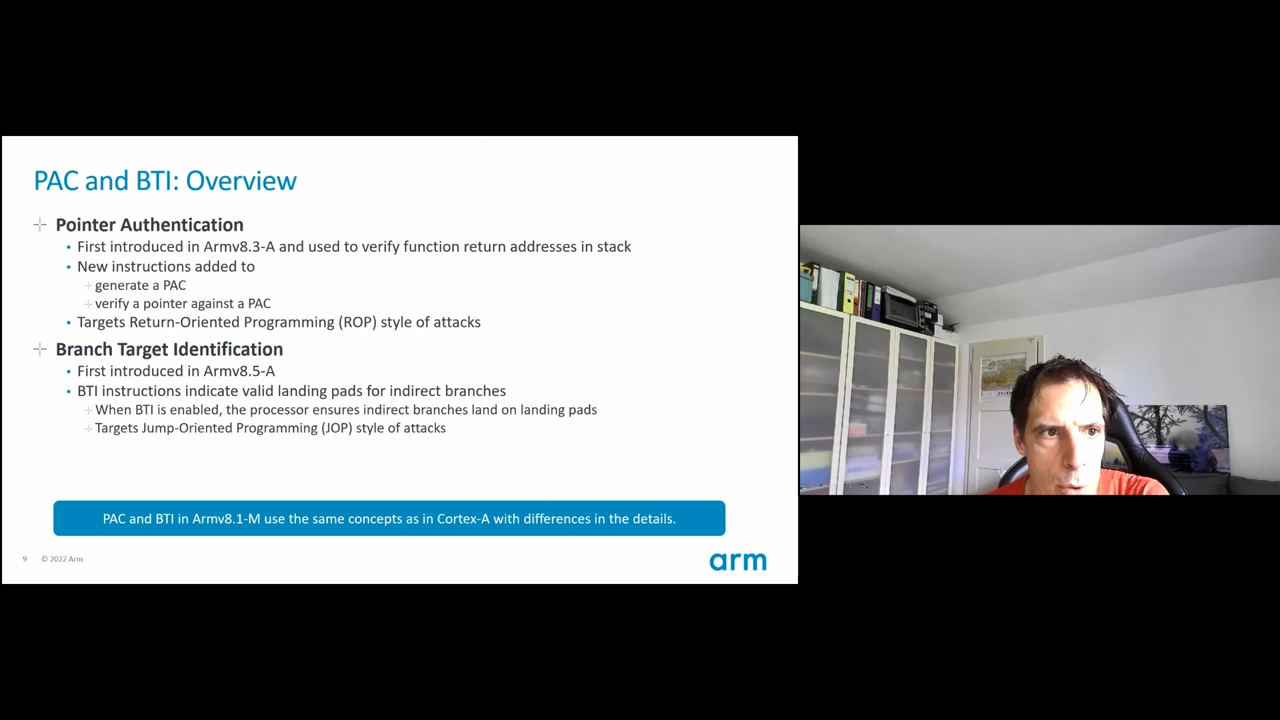 PAC and BTI: Overview
Pointer Authentication
First introduced in Armv8.3-A and used to verify function return addresses in stack
New instructions added to
generate a PAC
verify a pointer against a PAC
Targets Return-Oriented Programming (ROP) style of attacks
Branch Target Identification
First introduced in Armv8.5-A
BTI instructions indicate valid landing pads for indirect branches
When BTI is enabled, the processor ensures indirect branches land on landing pads
Targets Jump-Oriented Programming (JOP) style of attacks
PAC and BTI in Armv8.1-M use the same concepts as in Cortex-A with differences in the details.
9 © 2022 Arm
arm